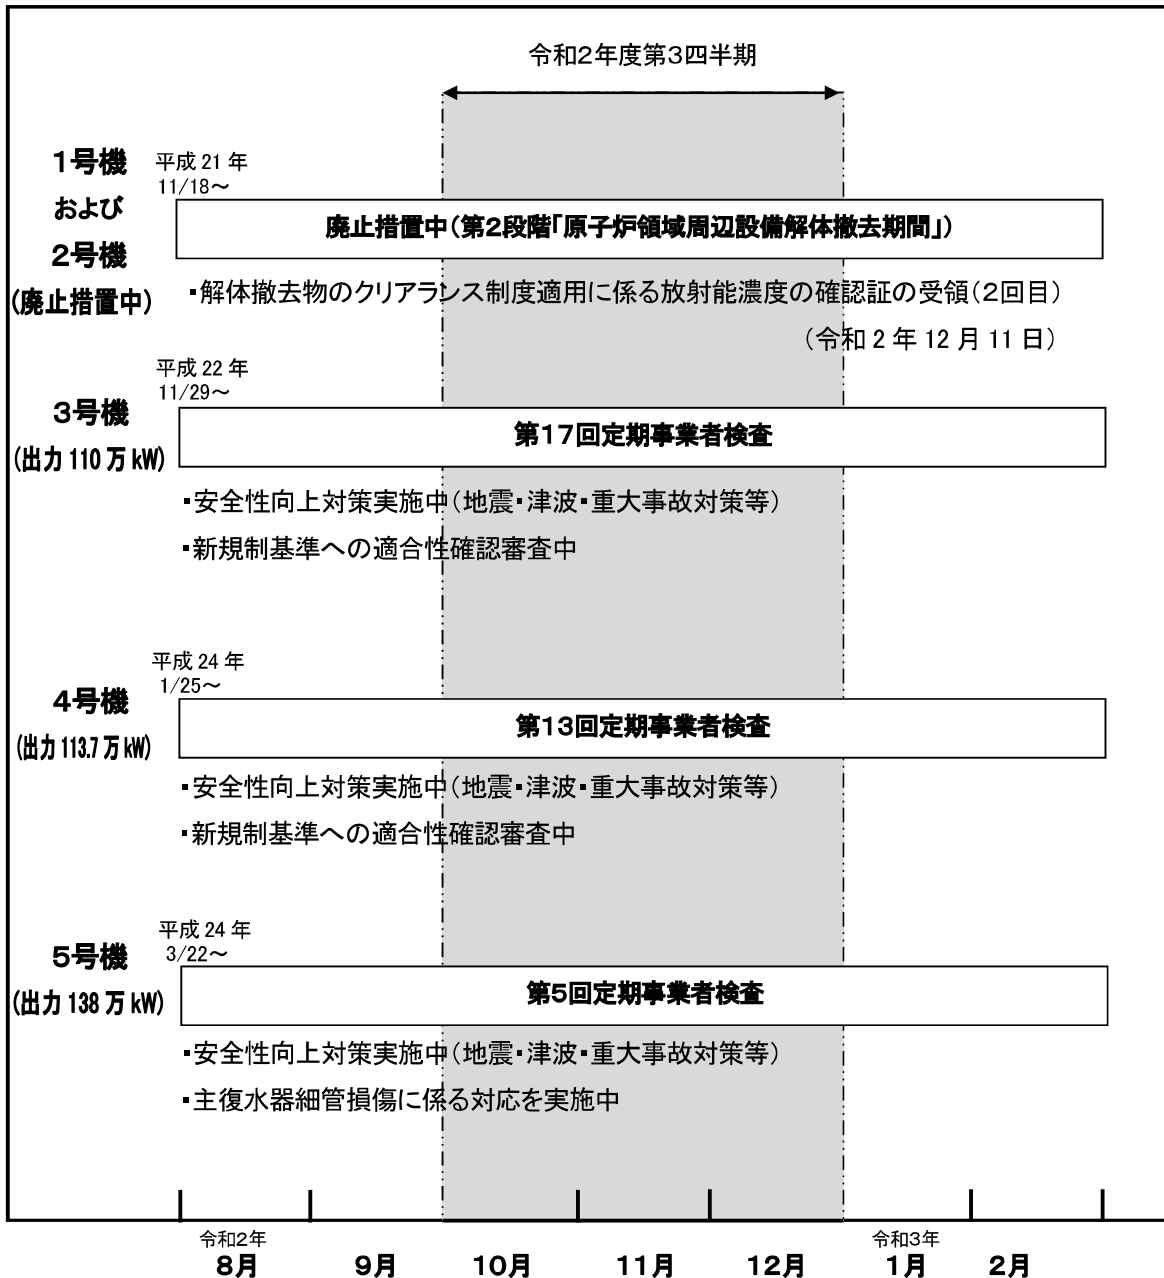 令和2年度第3四半期
1号機
および
2号機
(廃止措置中)
平成 21 年
11/18～
廃止措置中(第2段階「原子炉領域周辺設備解体撤去期間」)
▪解体撤去物のクリアランス制度適用に係る放射能濃度の確認証の受領(2回目)
(令和 2 年 12 月 11 日)
3号機
(出力 110 万 kW)
平成 22 年
11/29～
第17回定期事業者検査
▪安全性向上対策実施中(地震▪津波▪重大事故対策等)
▪新規制基準への適合性確認審査中
4号機
(出力 113.7 万 kW)
平成 24 年
1/25～
第13回定期事業者検査
▪安全性向上対策実施中(地震▪津波▪重大事故対策等)
▪新規制基準への適合性確認審査中
5号機
(出力 138 万 kW)
平成 24 年
3/22～
第5回定期事業者検査
▪安全性向上対策実施中(地震▪津波▪重大事故対策等)
▪主復水器細管損傷に係る対応を実施中
令和2年 令和3年
8月 9月 10月 11月 12月 1月 2月